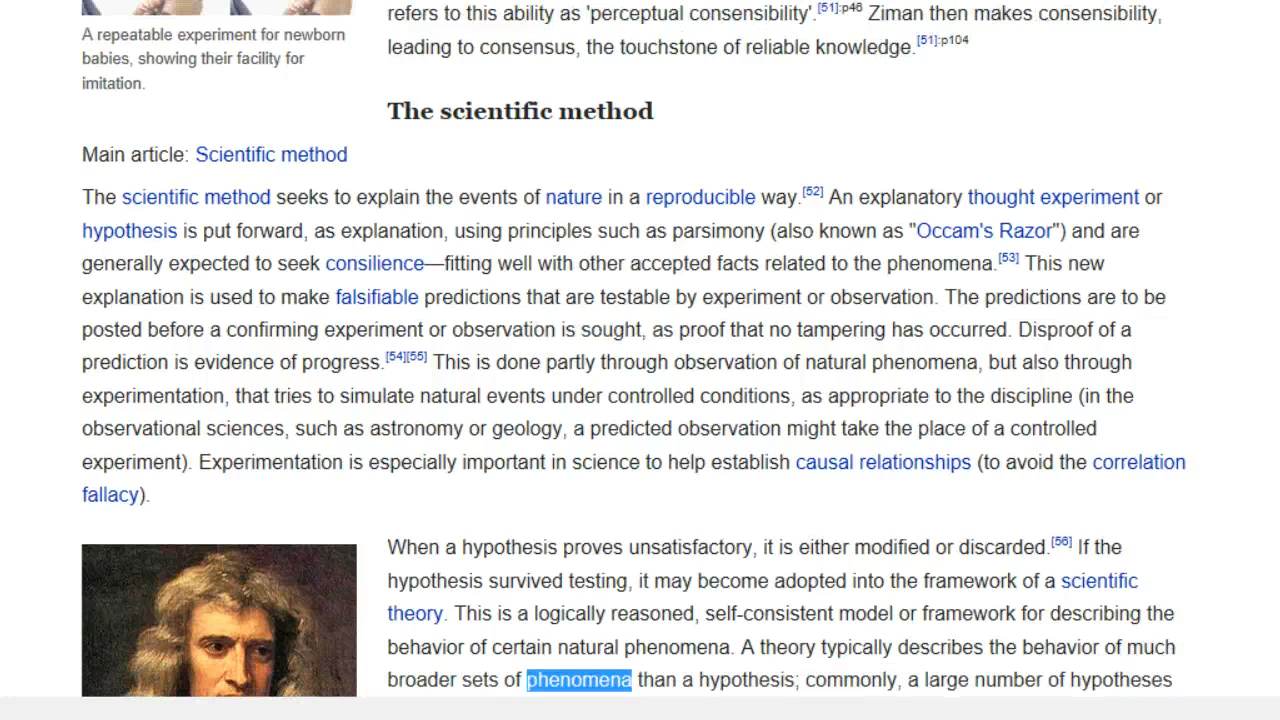 refers to this ability as 'perceptual consensibility'.[51]:p46 Ziman then makes consensibility,
leading to consensus, the touchstone of reliable knowledge.[51]:p104
A repeatable experiment for newborn
babies, showing their facility for
imitation.
The scientific method
Main article: Scientific method
The scientific method seeks to explain the events of nature in a reproducible way.[52] An explanatory thought experiment or
hypothesis is put forward, as explanation, using principles such as parsimony (also known as "Occam's Razor") and are
generally expected to seek consilience—fitting well with other accepted facts related to the phenomena.[53] This new
explanation is used to make falsifiable predictions that are testable by experiment or observation. The predictions are to be
posted before a confirming experiment or observation is sought, as proof that no tampering has occurred. Disproof of a
prediction is evidence of progress.[54][55] This is done partly through observation of natural phenomena, but also through
experimentation, that tries to simulate natural events under controlled conditions, as appropriate to the discipline (in the
observational sciences, such as astronomy or geology, a predicted observation might take the place of a controlled
experiment). Experimentation is especially important in science to help establish causal relationships (to avoid the correlation
fallacy).
When a hypothesis proves unsatisfactory, it is either modified or discarded.[56] If the
hypothesis survived testing, it may become adopted into the framework of a scientific
theory. This is a logically reasoned, self-consistent model or framework for describing the
behavior of certain natural phenomena. A theory typically describes the behavior of much
broader sets of phenomena than a hypothesis; commonly, a large number of hypotheses